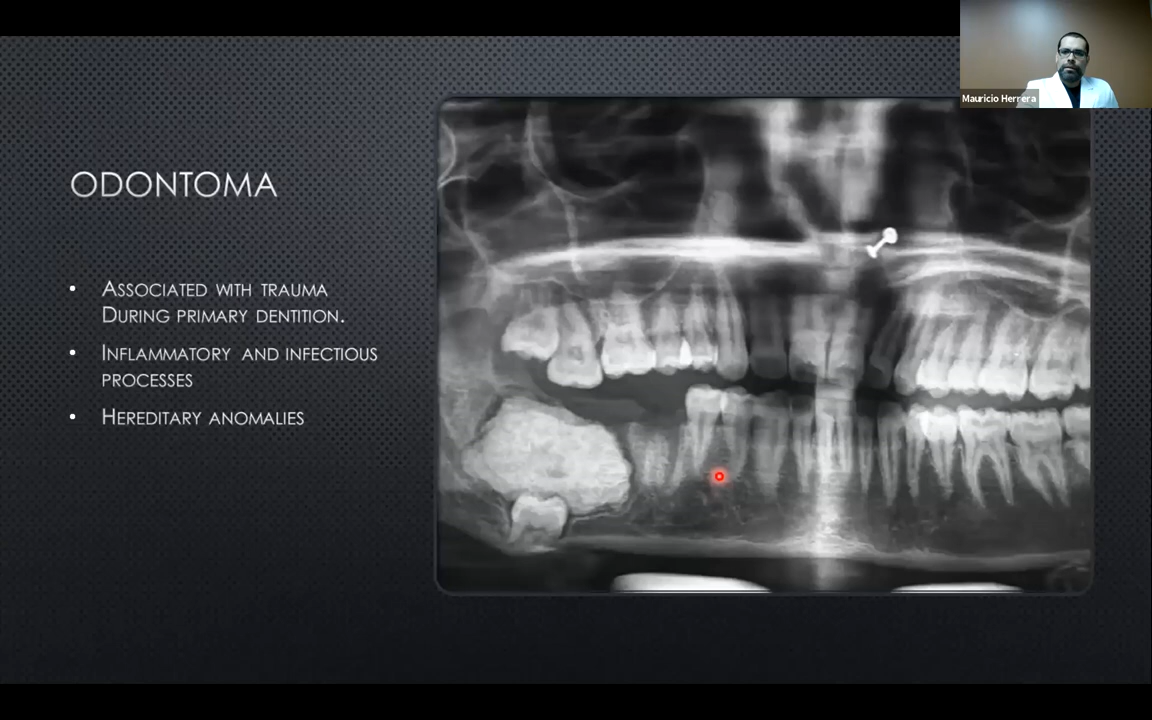 Mauricio Herrera
ODONTOMA
• ASSOCIATED WITH TRAUMA
DURING PRIMARY DENTITION.
• INFLAMMATORY AND INFECTIOUS
PROCESSES
• HEREDITARY ANOMALIES